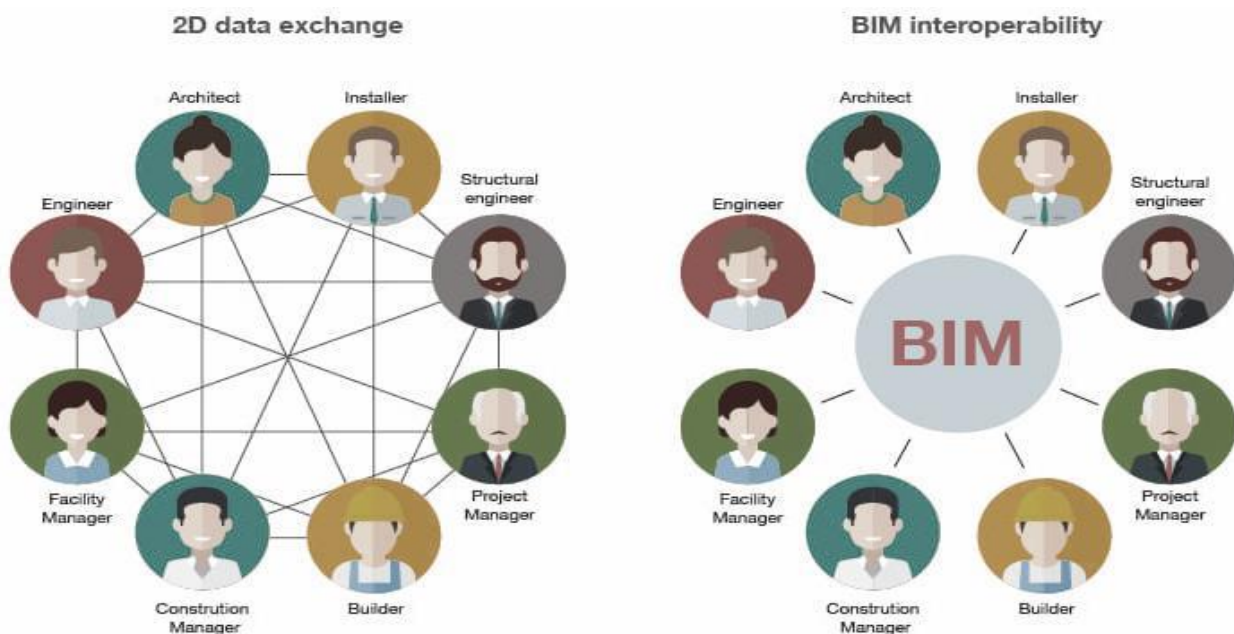 2D data exchange
Architect
Installer
Structural
engineer
Engineer
Facility
Manager
Project
Manager
Constrution
Manager
Builder
BIM interoperability
Architect
Installer
Structural
engineer
Engineer
BIM
Facility
Manager
Project
Manager
Constrution
Manager
Builder